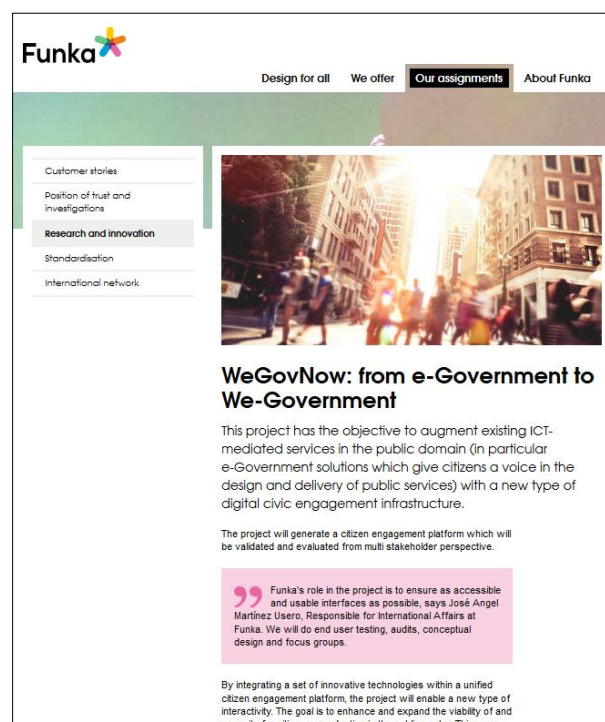 Funka
Design for all We offer Our assignments About Funka
Customer stories
Position of trust and
investigations
Research and innovation
Standardisation
International network
WeGovNow: from e-Government to
We-Government
This project has the objective to augment existing ICT-
mediated services in the public domain (in particular
e-Government solutions which give citizens a voice in the
design and delivery of public services) with a new type of
digital civic engagement infrastructure.
The project will generate a citizen engagement platform which will
be validated and evaluated from multi stakeholder perspective.
Funka's role in the project is to ensure as accessible
and usable interfaces as possible, says José Angel
Martínez Usero, Responsible for International Affairs at
Funka. We will do end user testing, audits, conceptual
design and focus groups.
By integrating a set of innovative technologies within a unified
citizen engagement platform, the project will enable a new type of
interactivity. The goal is to enhance and expand the viability of and